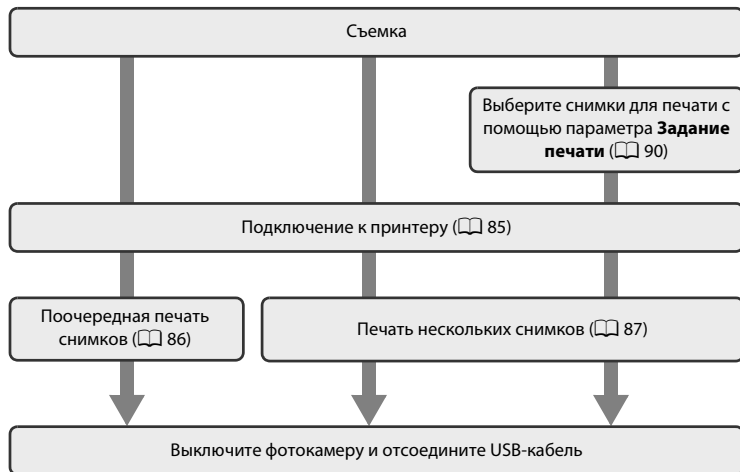 Съемка
Выберите снимки для печати с
помощью параметра Задание
печати (📖 90)
Подключение к принтеру (📖 85)
Поочередная печать
снимков (📖 86)
Печать нескольких снимков (📖 87)
Выключите фотокамеру и отсоедините USB-кабель